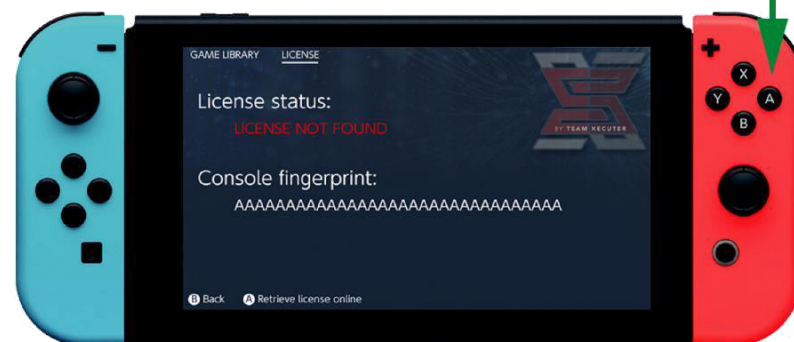 GAME LIBRARY LICENSE
License status:
LICENSE NOT FOUND
BY TEAM XECUTER
Console fingerprint:
AAAAAAAAAAAAAAAAAAAAAAAAAAAAAAAA
B Back A Retrieve license online
X
Y A
B